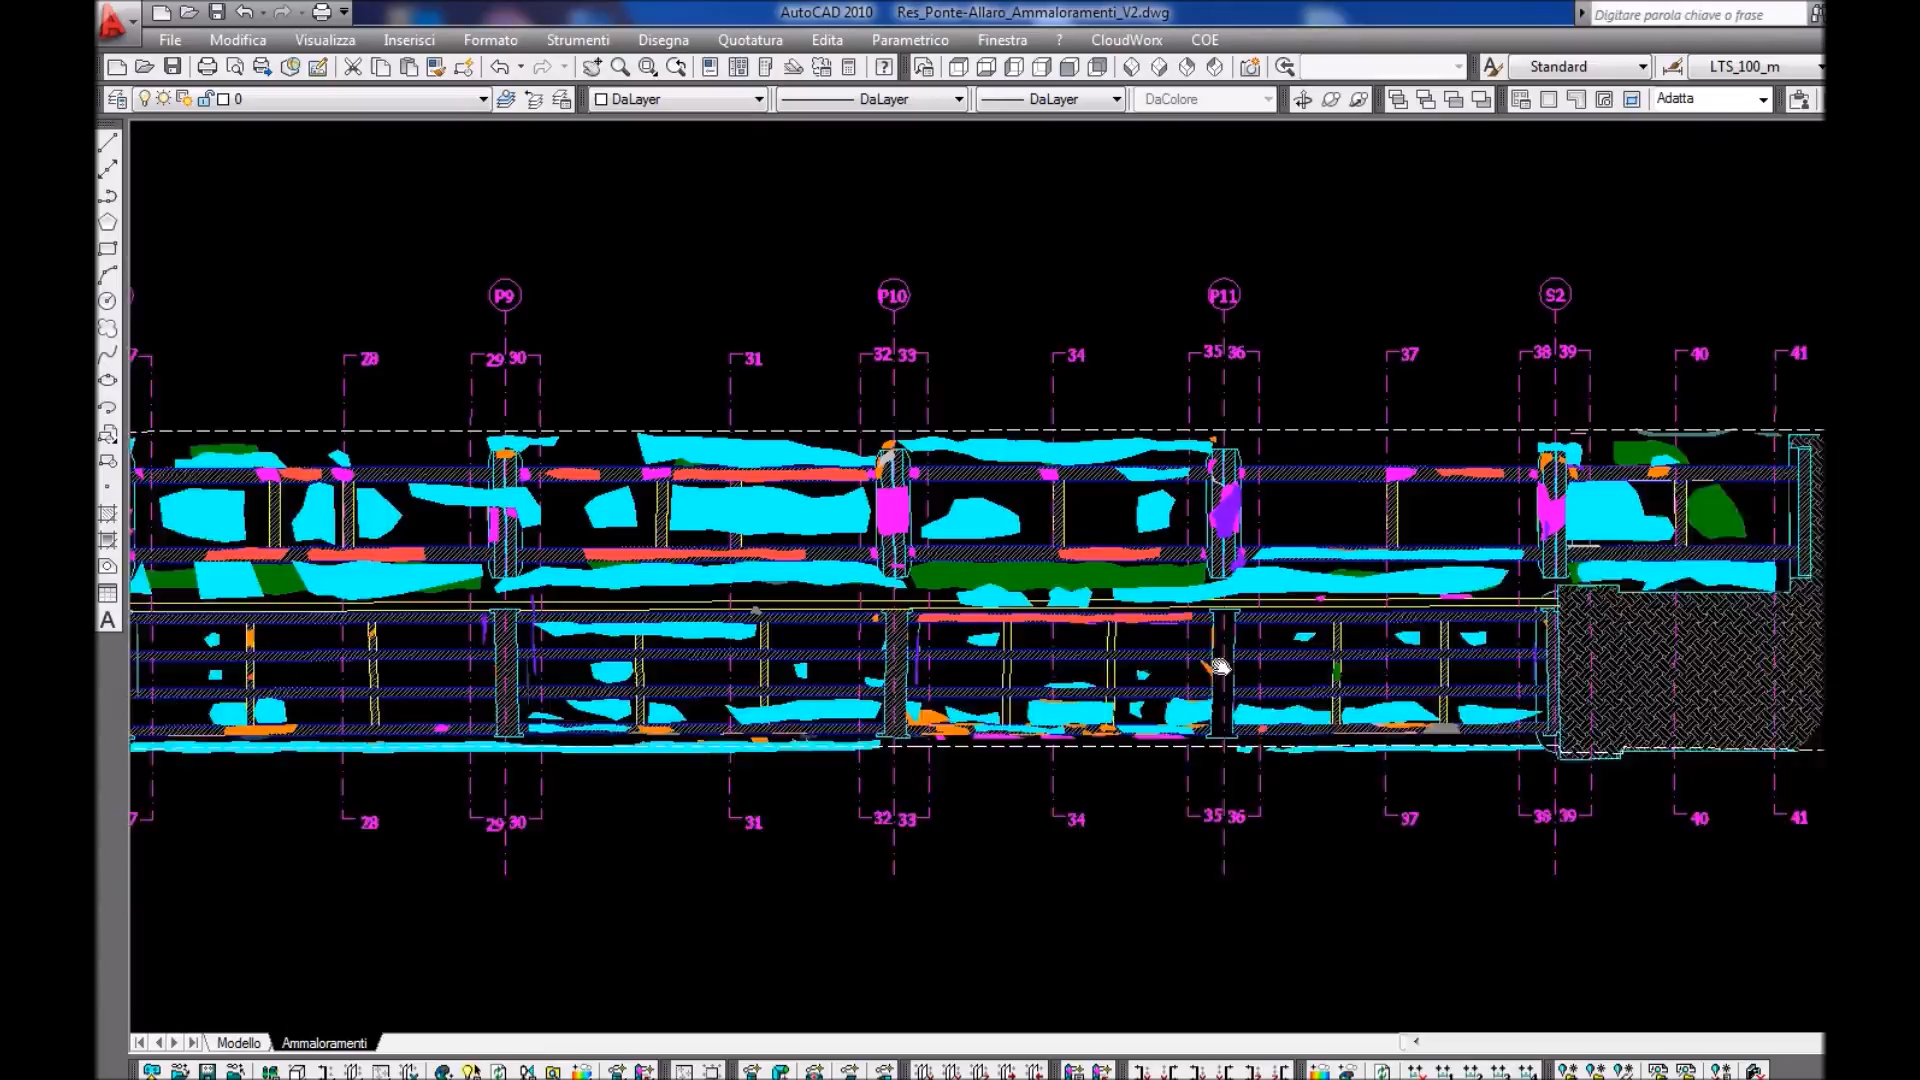 AutoCAD 2010 Res_Ponte-Allaro_Ammaloramenti_V2.dwg
Digitare parola chiave o frase
File Modifica Visualizza Inserisci Formato Strumenti Disegna Quotatura Edita Parametrico Finestra ? CloudWorx COE
Standard LTS_100_m
0 DaLayer DaLayer DaLayer DaColore Adatta
P9 P10 P11 S2
7 28 29 30 31 32 33 34 35 36 37 38 39 40 41
7 28 29 30 31 32 33 34 35 36 37 38 39 40 41
A
Modello Ammaloramenti